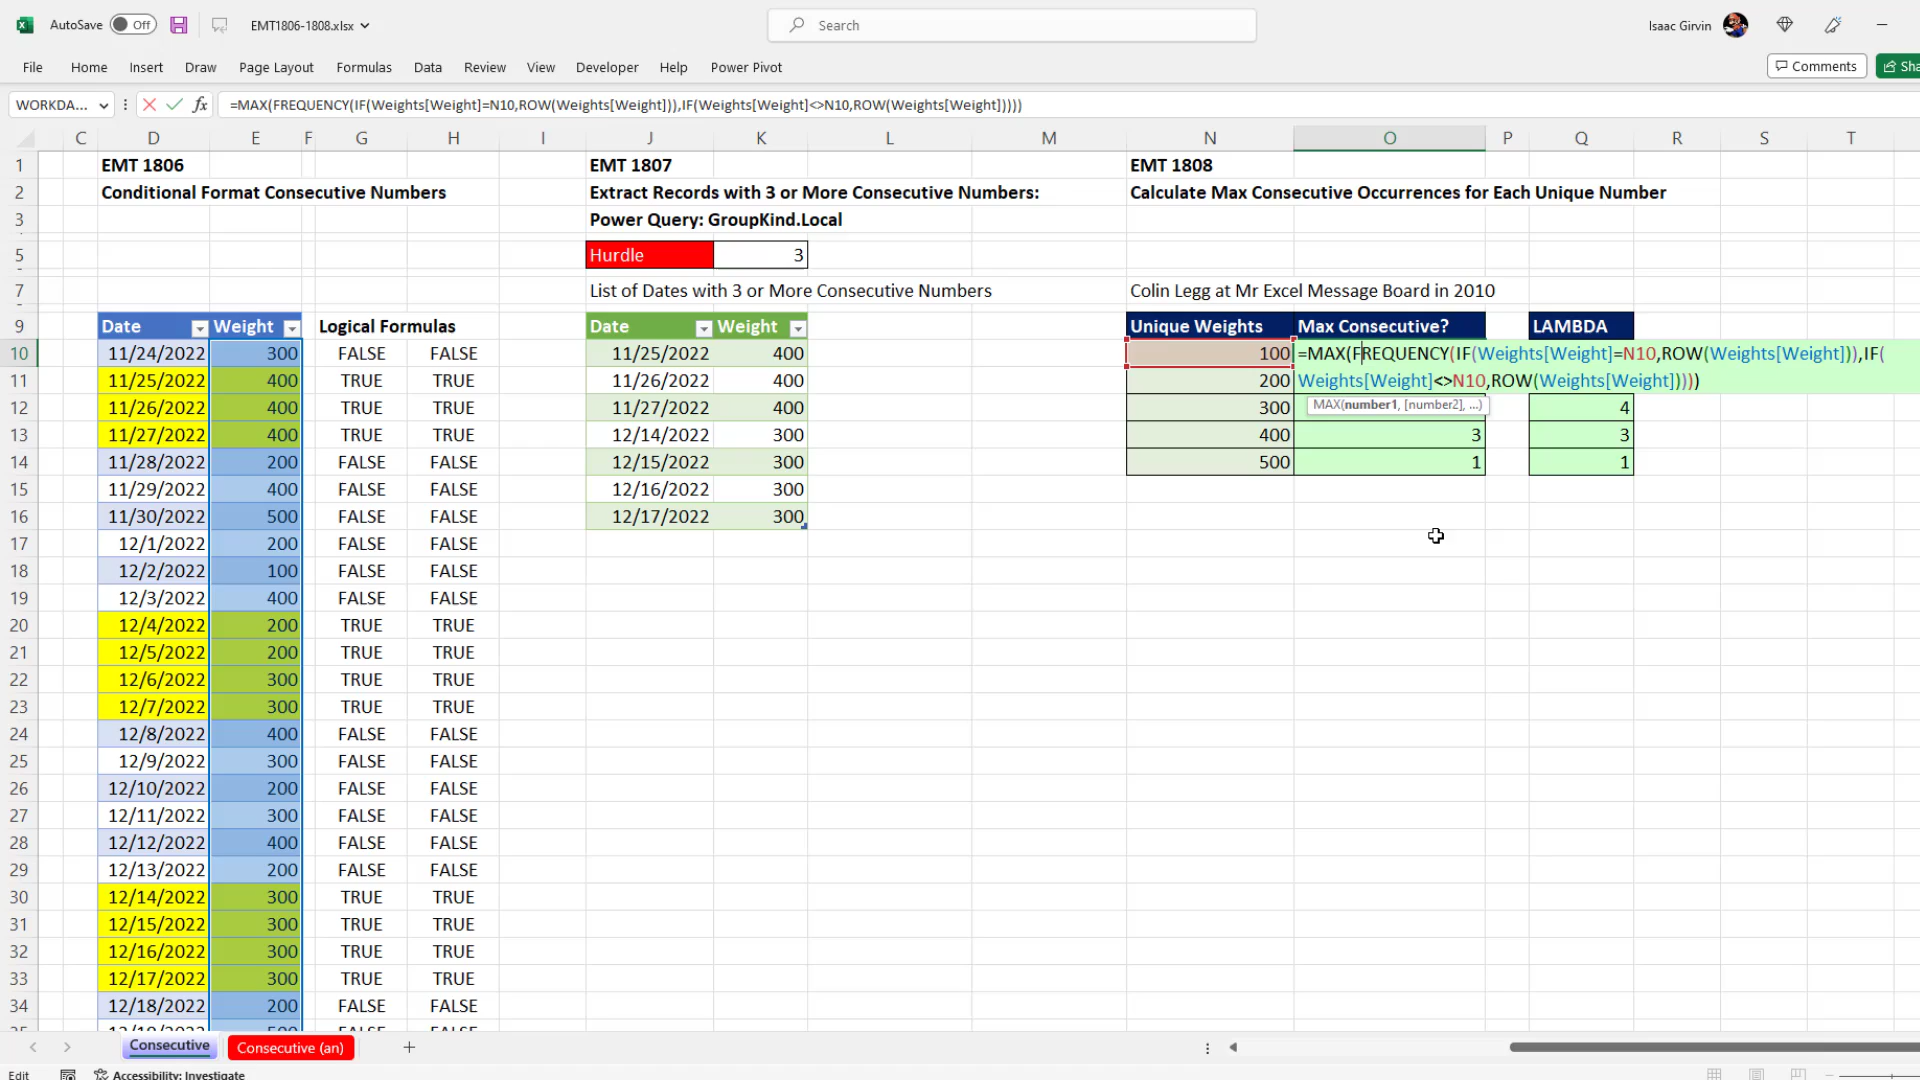 AutoSave Off EMT1806-1808.xlsx Search Isaac Girvin
File Home Insert Draw Page Layout Formulas Data Review View Developer Help Power Pivot Comments Sha
WORKDA... fx =MAX(FREQUENCY(IF(Weights[Weight]=N10,ROW(Weights[Weight])),IF(Weights[Weight]<>N10,ROW(Weights[Weight]))))
C D E F G H I J K L M N O P Q R S T
1 EMT 1806 EMT 1807 EMT 1808
2 Conditional Format Consecutive Numbers Extract Records with 3 or More Consecutive Numbers: Calculate Max Consecutive Occurrences for Each Unique Number
3 Power Query: GroupKind.Local
5 Hurdle 3
7 List of Dates with 3 or More Consecutive Numbers Colin Legg at Mr Excel Message Board in 2010
9 Date Weight Logical Formulas Date Weight Unique Weights Max Consecutive? LAMBDA
10 11/24/2022 300 FALSE FALSE 11/25/2022 400 100 =MAX(FREQUENCY(IF(Weights[Weight]=N10,ROW(Weights[Weight])),IF(
11 11/25/2022 400 TRUE TRUE 11/26/2022 400 200 Weights[Weight]<>N10,ROW(Weights[Weight]))))
12 11/26/2022 400 TRUE TRUE 11/27/2022 400 300 MAX(number1, [number2], ...) 4
13 11/27/2022 400 TRUE TRUE 12/14/2022 300 400 3 3
14 11/28/2022 200 FALSE FALSE 12/15/2022 300 500 1 1
15 11/29/2022 400 FALSE FALSE 12/16/2022 300
16 11/30/2022 500 FALSE FALSE 12/17/2022 300
17 12/1/2022 200 FALSE FALSE
18 12/2/2022 100 FALSE FALSE
19 12/3/2022 400 FALSE FALSE
20 12/4/2022 200 TRUE TRUE
21 12/5/2022 200 TRUE TRUE
22 12/6/2022 300 TRUE TRUE
23 12/7/2022 300 TRUE TRUE
24 12/8/2022 400 FALSE FALSE
25 12/9/2022 300 FALSE FALSE
26 12/10/2022 200 FALSE FALSE
27 12/11/2022 300 FALSE FALSE
28 12/12/2022 400 FALSE FALSE
29 12/13/2022 200 FALSE FALSE
30 12/14/2022 300 TRUE TRUE
31 12/15/2022 300 TRUE TRUE
32 12/16/2022 300 TRUE TRUE
33 12/17/2022 300 TRUE TRUE
34 12/18/2022 200 FALSE FALSE
Consecutive Consecutive (an)
Edit Accessibility: Investigate